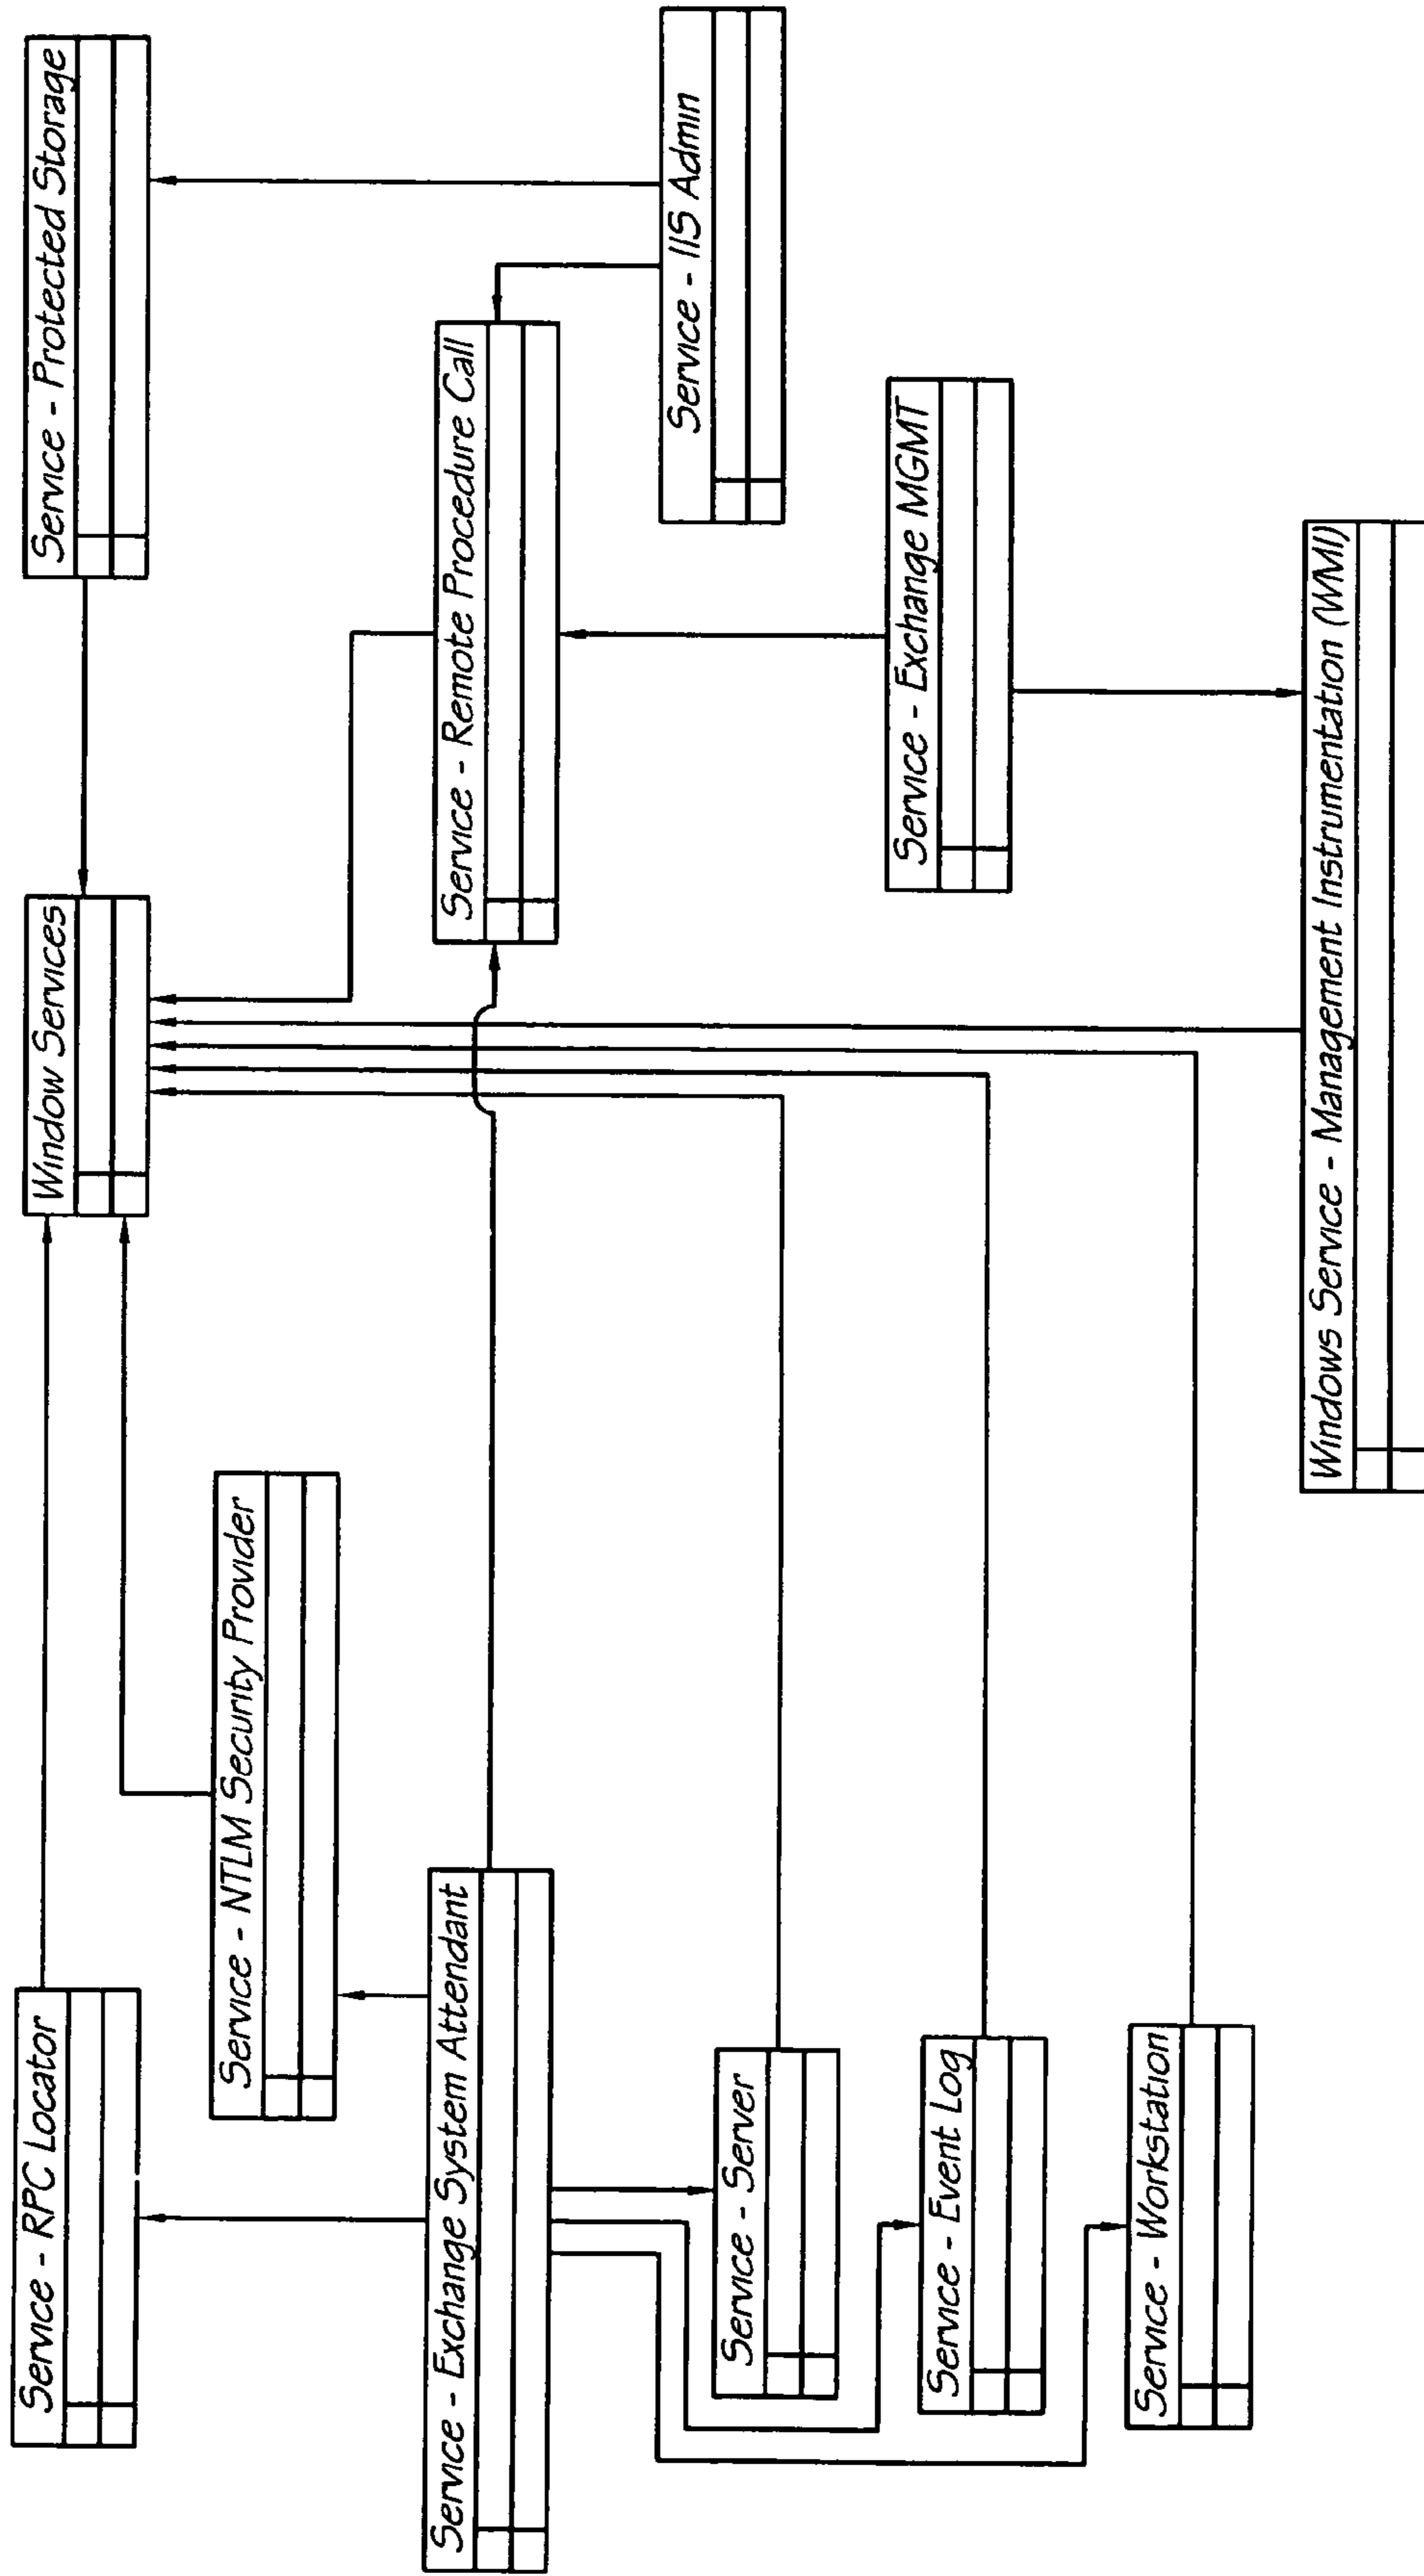 Service - RPC Locator
Window Services
Service - Protected Storage
Service - NTLM Security Provider
Service - Exchange System Attendant
Service - Remote Procedure Call
Service - Server
Service - IIS Admin
Service - Event Log
Service - Exchange MGMT
Service - Workstation
Windows Service - Management Instrumentation (WMI)